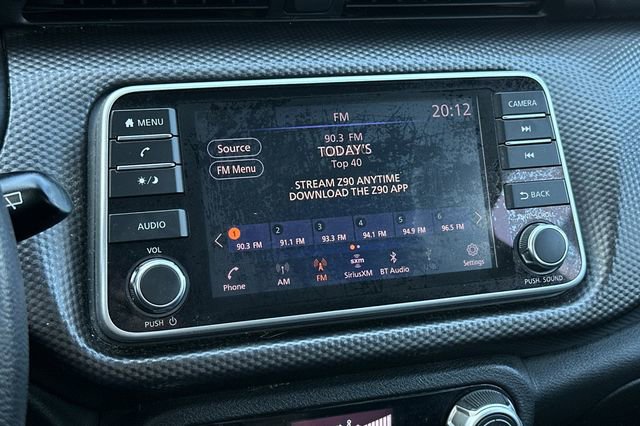 FM
20:12
90.3 FM
TODAY'S
Top 40
STREAM Z90 ANYTIME
DOWNLOAD THE Z90 APP
Source
FM Menu
1 2 3 4 5 6
90.3 FM 91.1 FM 93.3 FM 94.1 FM 94.9 FM 96.5 FM
Phone AM FM SiriusXM BT Audio Settings
sxm
MENU
AUDIO
VOL
PUSH
CAMERA
BACK
TUNE·SCROLL
PUSH: SOUND